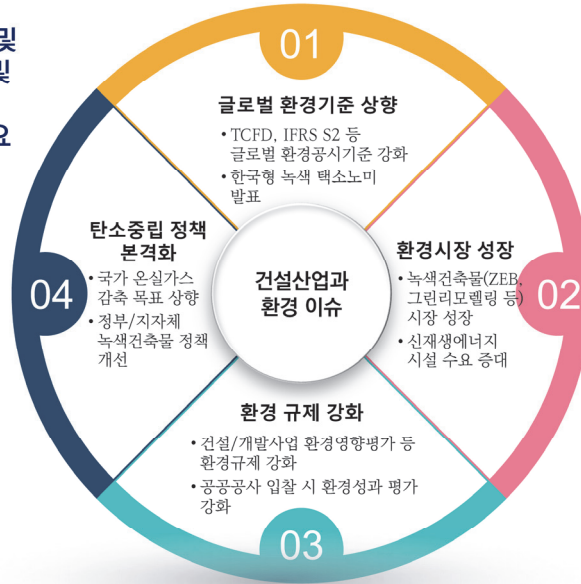 및
및
요
01
글로벌 환경기준 상향
• TCFD, IFRS S2 등
글로벌 환경공시기준 강화
• 한국형 녹색 택소노미
발표
02
환경시장 성장
• 녹색건축물(ZEB,
그린리모델링 등)
시장 성장
• 신재생에너지
시설 수요 증대
03
환경 규제 강화
• 건설/개발사업 환경영향평가 등
환경규제 강화
• 공공공사 입찰 시 환경성과 평가
강화
04
탄소중립 정책
본격화
• 국가 온실가스
감축 목표 상향
• 정부/지자체
녹색건축물 정책
개선
건설산업과
환경 이슈